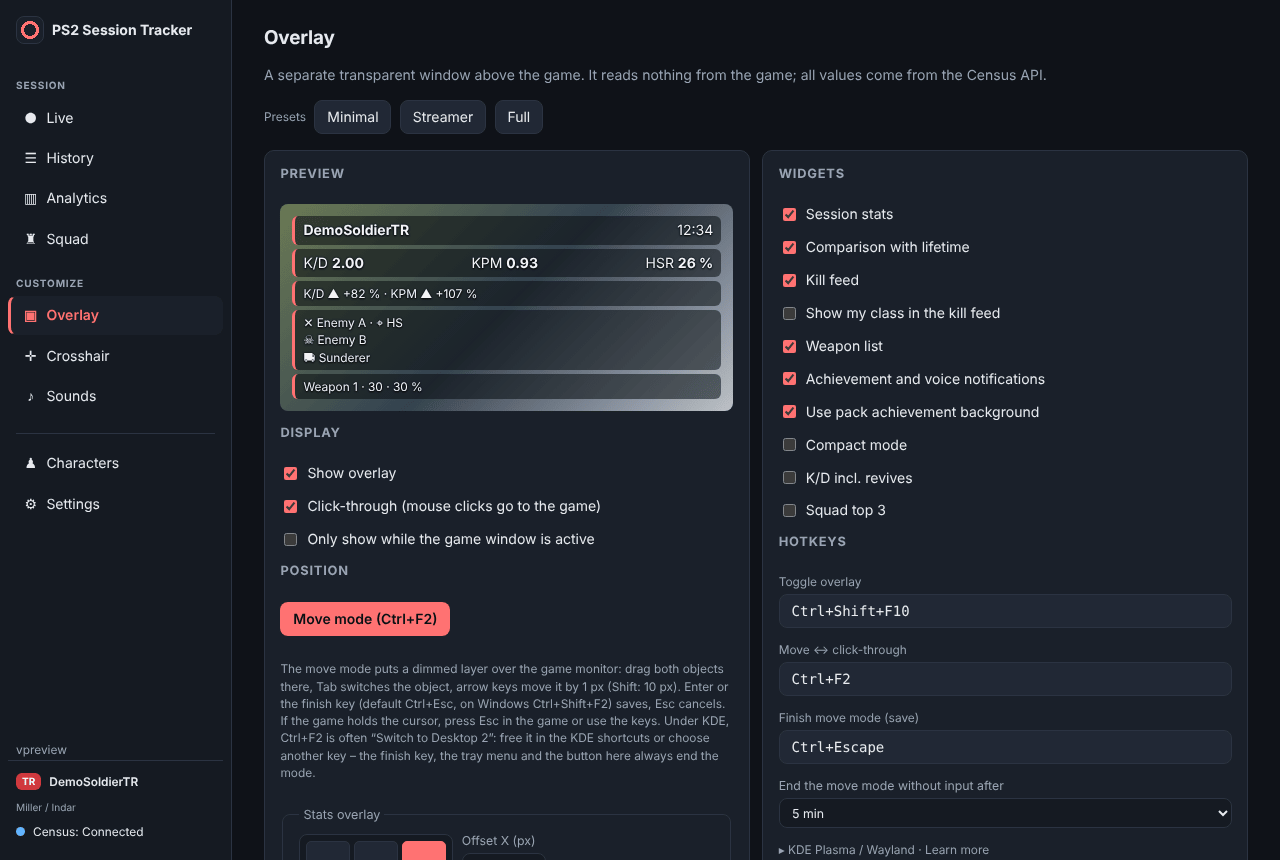 PS2 Session Tracker
SESSION
Live
History
Analytics
Squad
CUSTOMIZE
Overlay
Crosshair
Sounds
Characters
Settings
vpreview
TR DemoSoldierTR
Miller / Indar
Census: Connected
Overlay
A separate transparent window above the game. It reads nothing from the game; all values come from the Census API.
Presets Minimal Streamer Full
PREVIEW
DemoSoldierTR 12:34
K/D 2.00 KPM 0.93 HSR 26 %
K/D ▲ +82 % · KPM ▲ +107 %
✕ Enemy A · ⌖ HS
☠ Enemy B
⛟ Sunderer
Weapon 1 · 30 · 30 %
DISPLAY
Show overlay
Click-through (mouse clicks go to the game)
Only show while the game window is active
POSITION
Move mode (Ctrl+F2)
The move mode puts a dimmed layer over the game monitor: drag both objects
there, Tab switches the object, arrow keys move it by 1 px (Shift: 10 px). Enter or
the finish key (default Ctrl+Esc, on Windows Ctrl+Shift+F2) saves, Esc cancels.
If the game holds the cursor, press Esc in the game or use the keys. Under KDE,
Ctrl+F2 is often “Switch to Desktop 2”: free it in the KDE shortcuts or choose
another key – the finish key, the tray menu and the button here always end the
mode.
Stats overlay
Offset X (px)
WIDGETS
Session stats
Comparison with lifetime
Kill feed
Show my class in the kill feed
Weapon list
Achievement and voice notifications
Use pack achievement background
Compact mode
K/D incl. revives
Squad top 3
HOTKEYS
Toggle overlay
Ctrl+Shift+F10
Move ↔ click-through
Ctrl+F2
Finish move mode (save)
Ctrl+Escape
End the move mode without input after
5 min
▸ KDE Plasma / Wayland · Learn more